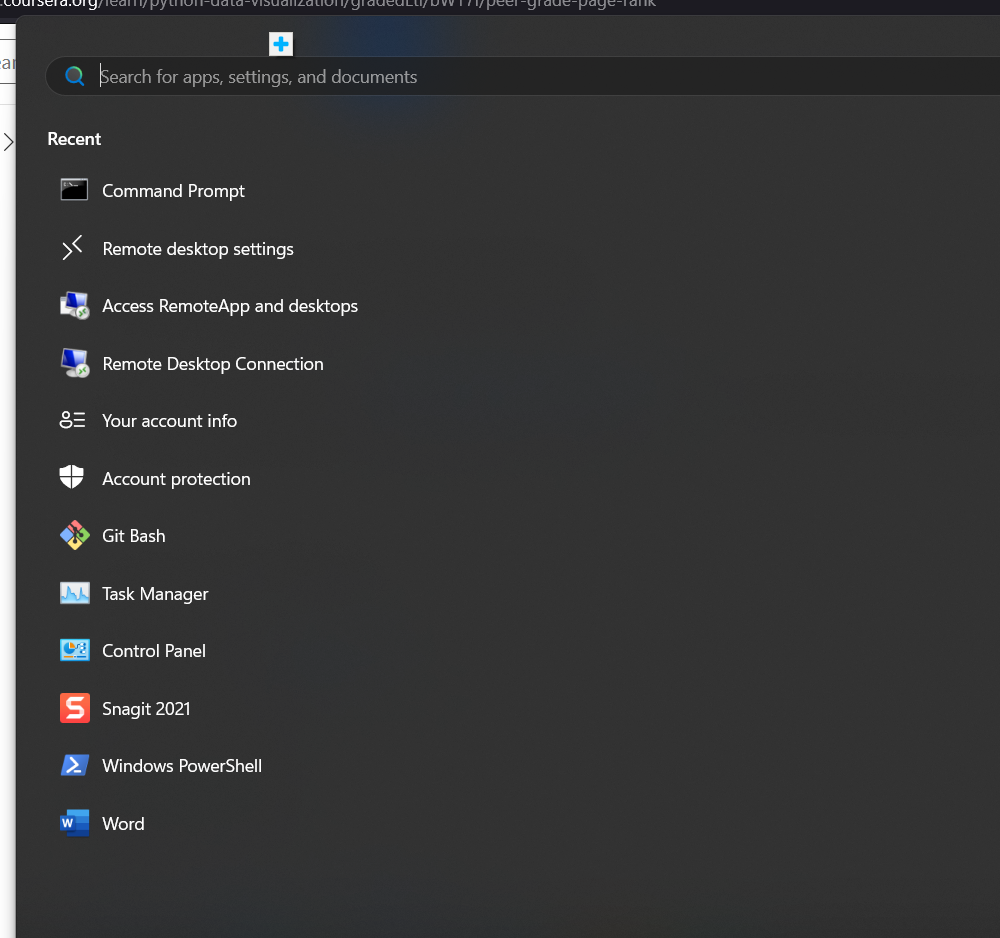 .coursera.org/learn/python-data-visualization/gradedLti/bW17I/peer-grade-page-rank
Search for apps, settings, and documents
ear
Recent
Command Prompt
Remote desktop settings
Access RemoteApp and desktops
Remote Desktop Connection
Your account info
Account protection
Git Bash
Task Manager
Control Panel
Snagit 2021
Windows PowerShell
Word